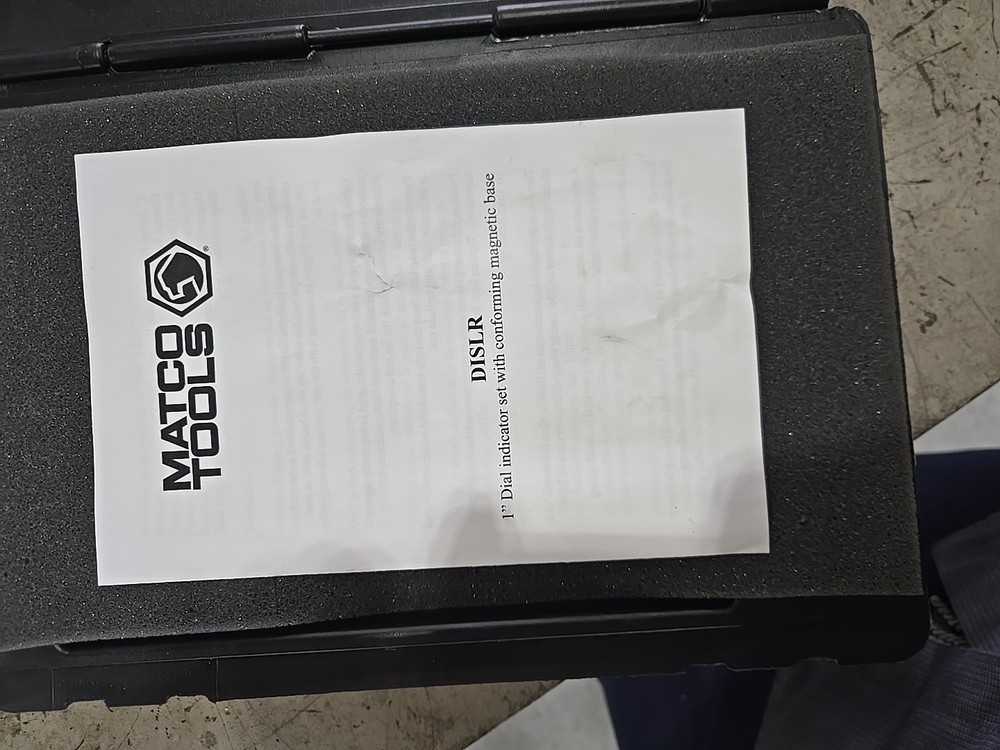 MATCO
TOOLS®
DISLR
1” Dial indicator set with conforming magnetic base